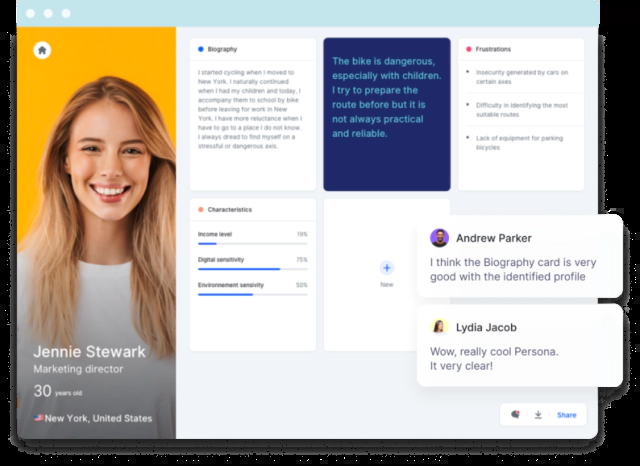 Biography
I started cycling when I moved to
New York. I naturally continued
when I had my children and today, I
accompany them to school by bike
before leaving for work in New
York. I have more reluctance when I
have to go to a place I do not know.
I always dread to find myself on a
stressful or dangerous axis.
The bike is dangerous,
especially with children.
I try to prepare the
route before but it is
not always practical
and reliable.
Frustrations
Insecurity generated by cars on
certain axes
Difficulty in identifying the most
suitable routes
Lack of equipment for parking
bicycles
Characteristics
Income level 19%
Digital sensitivity 75%
Environnement sensivity 50%
New
Andrew Parker
I think the Biography card is very
good with the identified profile
Lydia Jacob
Wow, really cool Persona.
It very clear!
Jennie Stewark
Marketing director
30 years old
New York, United States
Share